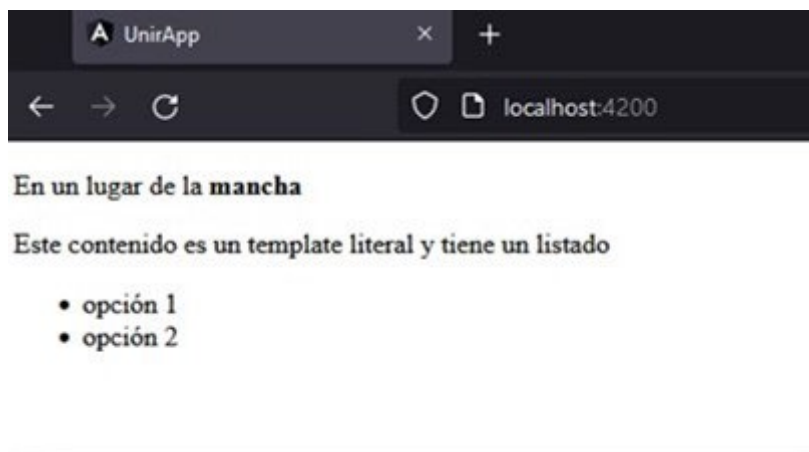 UnirApp
localhost:4200
En un lugar de la mancha
Este contenido es un template literal y tiene un listado
• opción 1
• opción 2